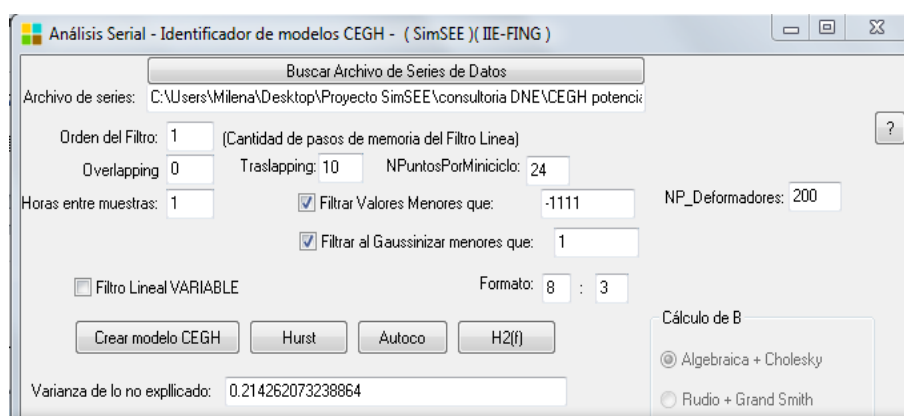 Análisis Serial - Identificador de modelos CEGH - ( SimSEE )( IIE-FING )
Buscar Archivo de Series de Datos
Archivo de series: C:\Users\Milena\Desktop\Proyecto SimSEE\consultoria DNE\CEGH potencia
Orden del Filtro: 1 (Cantidad de pasos de memoria del Filtro Linea)
?
Overlapping 0 Traslapping: 10 NPuntosPorMiniciclo: 24
Horas entre muestras: 1 Filtrar Valores Menores que: -1111 NP_Deformadores: 200
Filtrar al Gaussinizar menores que: 1
Filtro Lineal VARIABLE Formato: 8 : 3
Crear modelo CEGH Hurst Autoco H2(f)
Cálculo de B
Algebraica + Cholesky
Varianza de lo no expllicado: 0.214262073238864
Rudio + Grand Smith